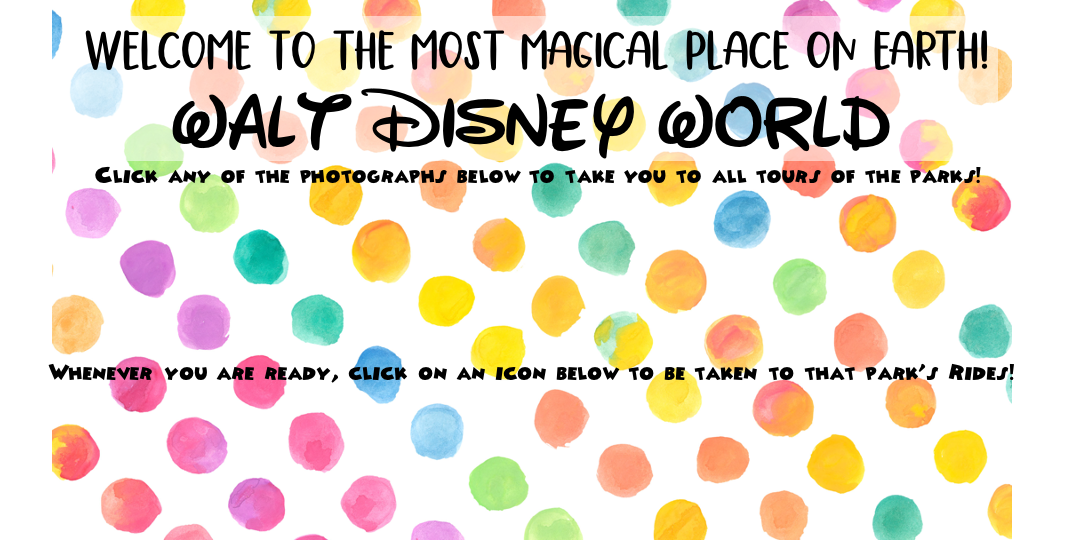 WELCOME TO THE MOST MAGICAL PLACE ON EARTH!
WALT DISNEY WORLD
CLICK ANY OF THE PHOTOGRAPHS BELOW TO TAKE YOU TO ALL TOURS OF THE PARKS!
WHENEVER YOU ARE READY, CLICK ON AN ICON BELOW TO BE TAKEN TO THAT PARK'S RIDES!